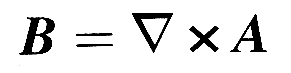 B = ∇ × A